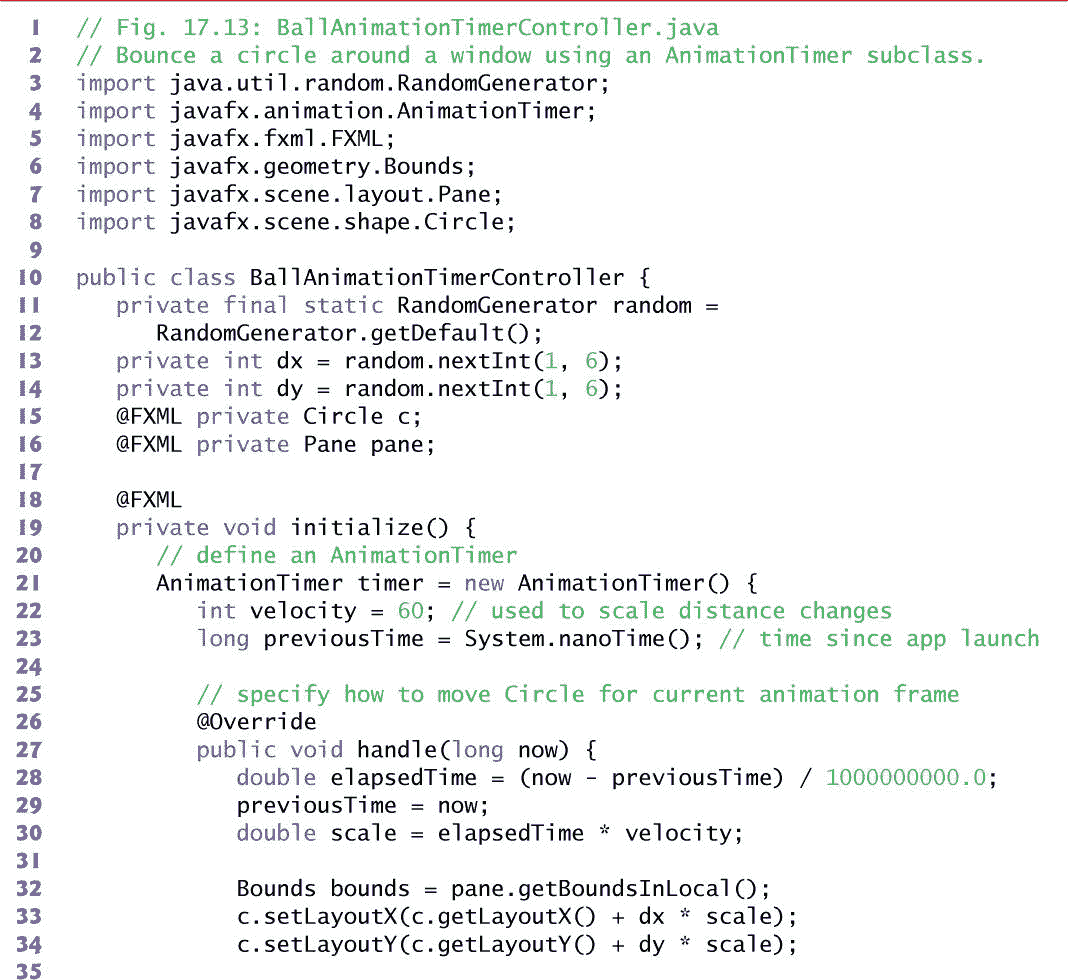 1 // Fig. 17.13: BallAnimationTimerController.java
2 // Bounce a circle around a window using an AnimationTimer subclass.
3 import java.util.random.RandomGenerator;
4 import javafx.animation.AnimationTimer;
5 import javafx.fxml.FXML;
6 import javafx.geometry.Bounds;
7 import javafx.scene.layout.Pane;
8 import javafx.scene.shape.Circle;
9
10 public class BallAnimationTimerController {
11    private final static RandomGenerator random =
12       RandomGenerator.getDefault();
13    private int dx = random.nextInt(1, 6);
14    private int dy = random.nextInt(1, 6);
15    @FXML private Circle c;
16    @FXML private Pane pane;
17
18    @FXML
19    private void initialize() {
20       // define an AnimationTimer
21       AnimationTimer timer = new AnimationTimer() {
22          int velocity = 60; // used to scale distance changes
23          long previousTime = System.nanoTime(); // time since app launch
24
25          // specify how to move Circle for current animation frame
26          @Override
27          public void handle(long now) {
28             double elapsedTime = (now - previousTime) / 1000000000.0;
29             previousTime = now;
30             double scale = elapsedTime * velocity;
31
32             Bounds bounds = pane.getBoundsInLocal();
33             c.setLayoutX(c.getLayoutX() + dx * scale);
34             c.setLayoutY(c.getLayoutY() + dy * scale);
35